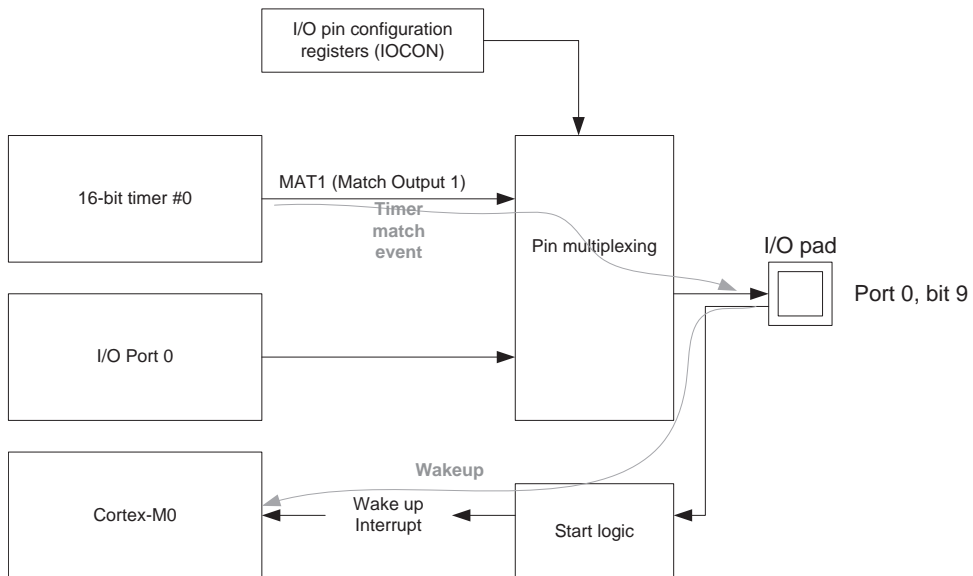 I/O pin configuration
registers (IOCON)
16-bit timer #0
MAT1 (Match Output 1)
Timer
match
event
Pin multiplexing
I/O pad
Port 0, bit 9
I/O Port 0
Wakeup
Cortex-M0
Wake up
Interrupt
Start logic